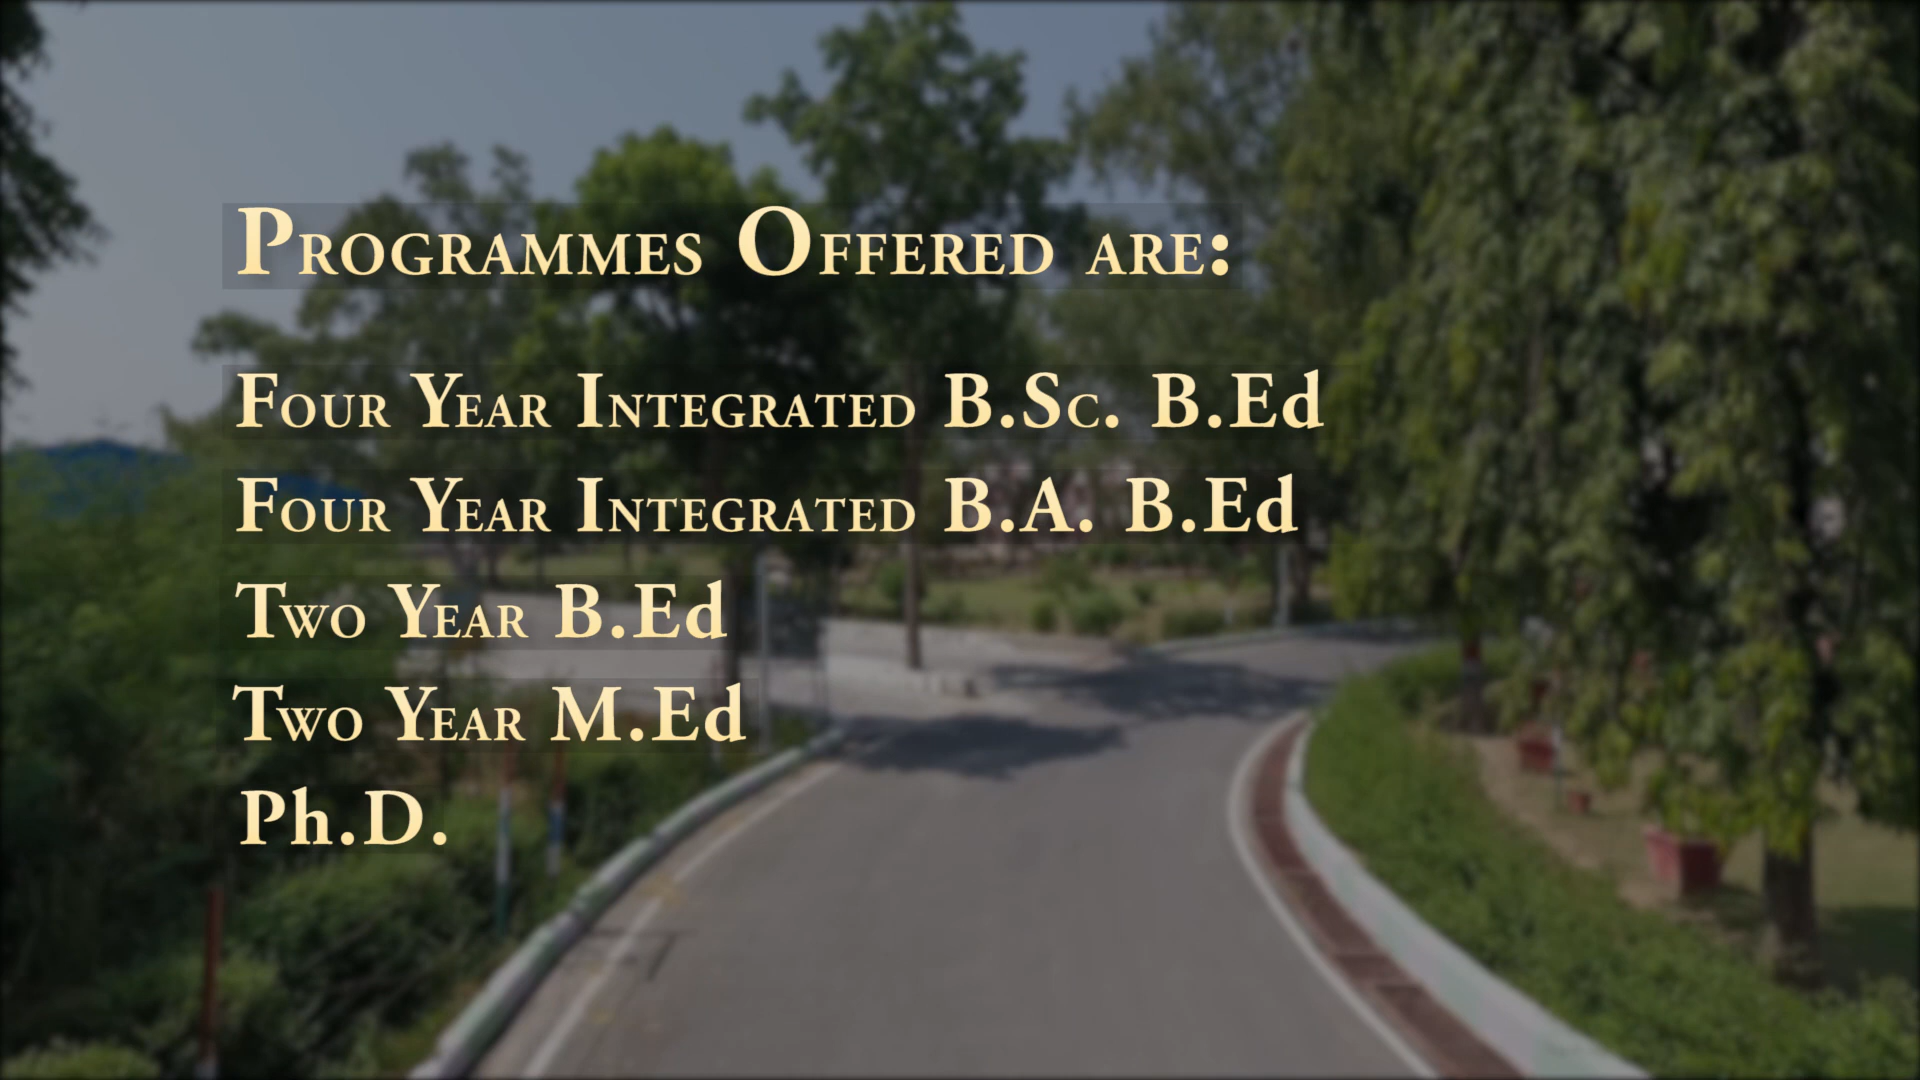 Programmes Offered are:
Four Year Integrated B.Sc. B.Ed
Four Year Integrated B.A. B.Ed
Two Year B.Ed
Two Year M.Ed
Ph.D.